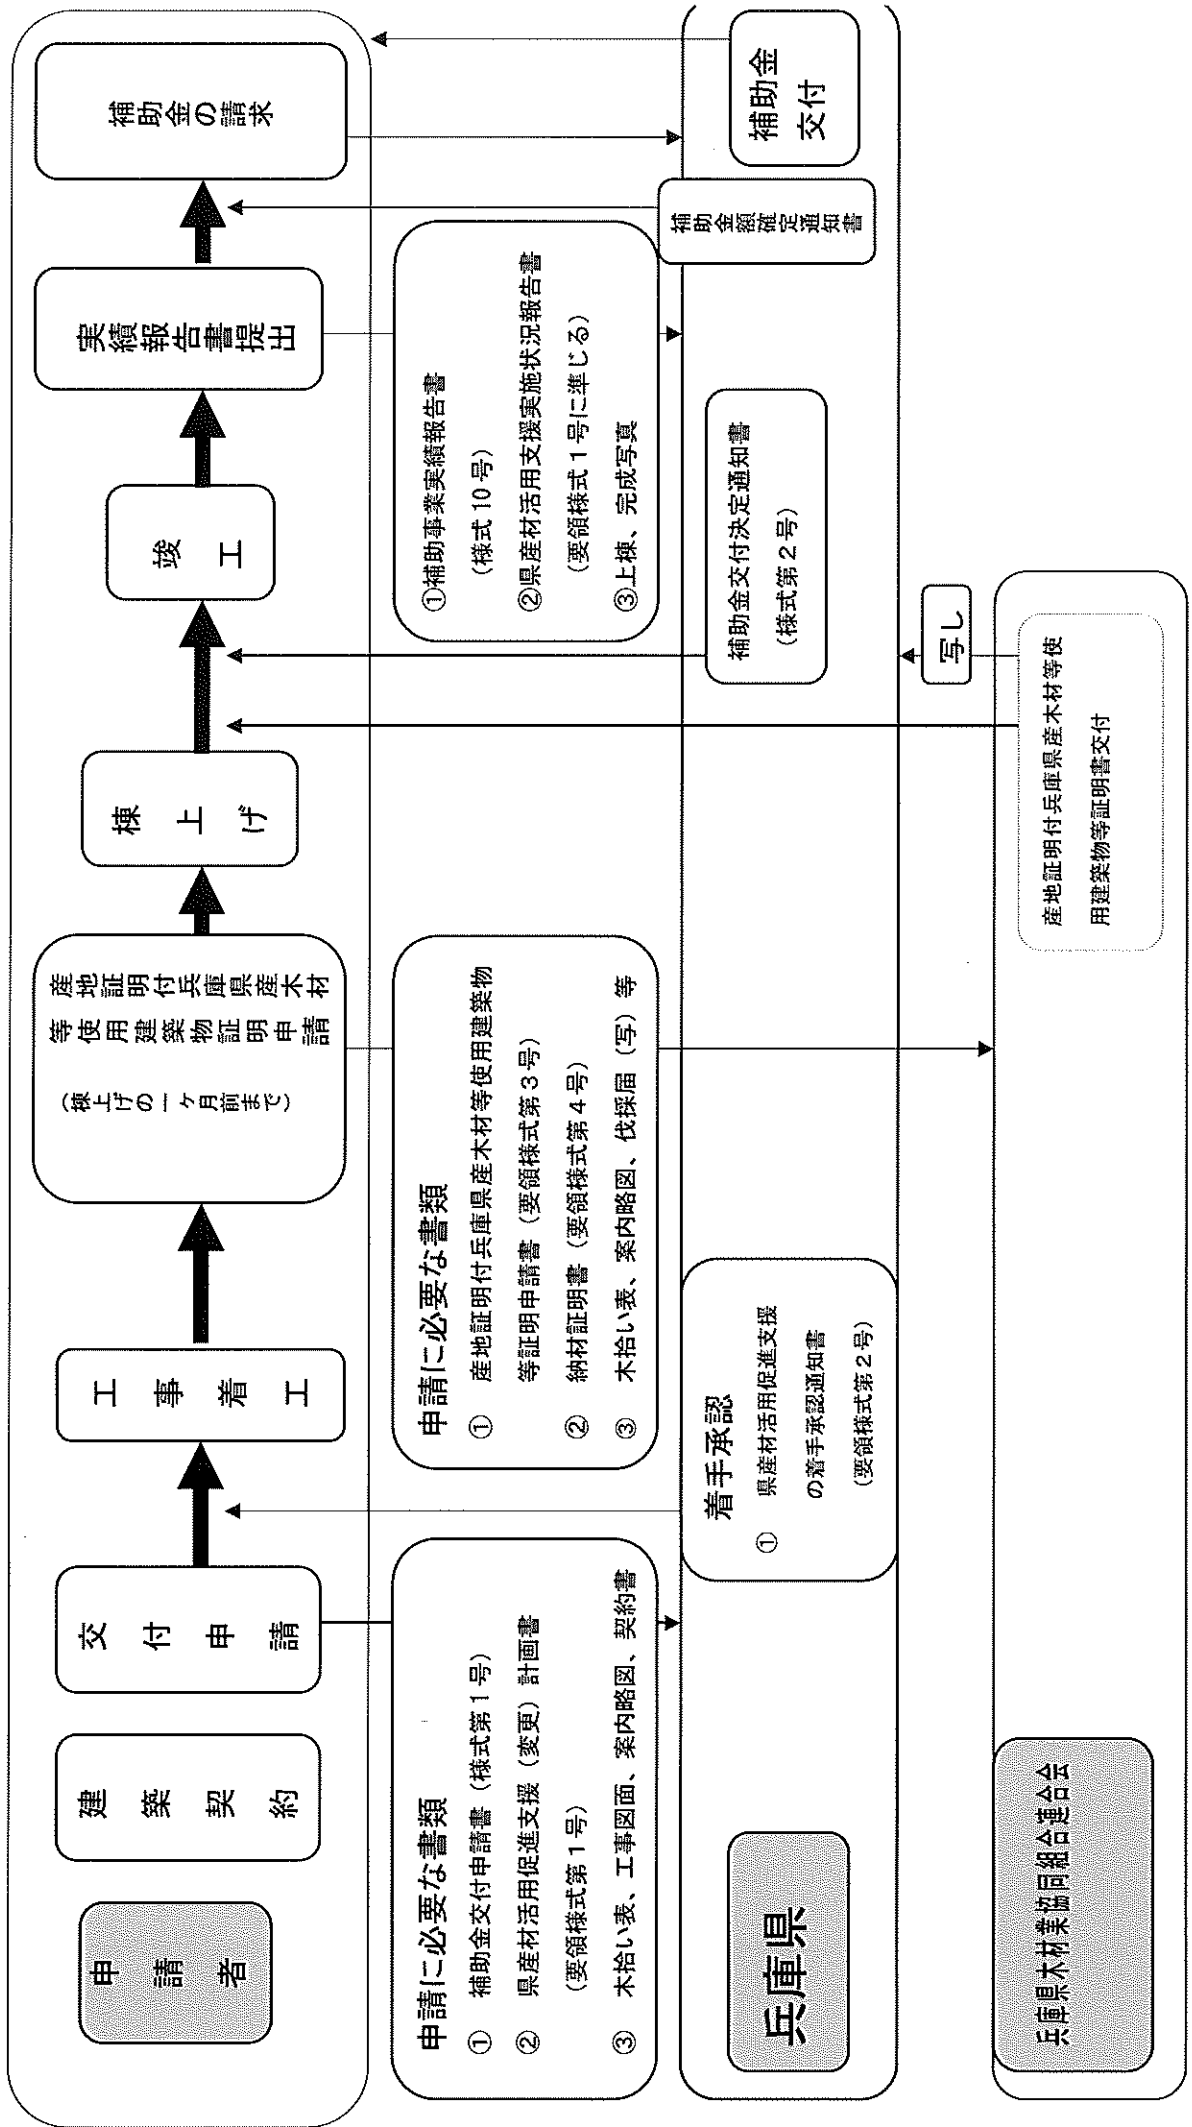 申請者
建築契約
交付申請
工事着工
産地証明付兵庫県産木材
等使用建築物証明申請
（棟上げの一ヶ月前まで）
棟上げ
竣工
実績報告書提出
補助金の請求
申請に必要な書類
① 補助金交付申請書（様式第１号）
② 県産材活用促進支援（変更）計画書
（要領様式第１号）
③ 木拾い表、工事図面、案内略図、契約書
申請に必要な書類
① 産地証明付兵庫県産木材等使用建築物
等証明申請書（要領様式第３号）
② 納材証明書（要領様式第４号）
③ 木拾い表、案内略図、伐採届（写）等
①補助事業実績報告書
（様式10号）
②県産材活用支援実施状況報告書
（要領様式１号に準じる）
③上棟、完成写真
兵庫県
着手承認
① 県産材活用促進支援
の着手承認通知書
（要領様式第２号）
補助金交付決定通知書
（様式第２号）
補助金額確定通知書
補助金
交付
写し
兵庫県木材業協同組合連合会
産地証明付兵庫県産木材等使
用建築物等証明書交付